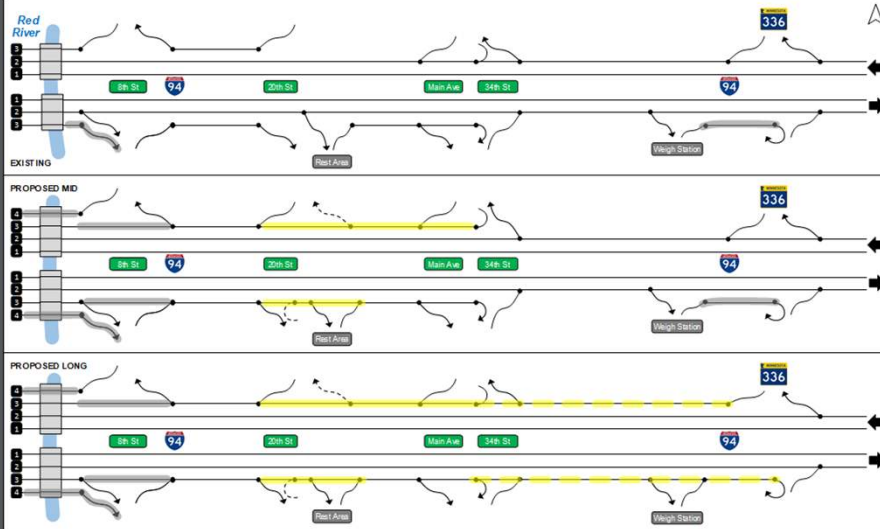 Red
River
MINNESOTA
336
3
2
1
8th St
94
20th St
Main Ave
34th St
94
1
2
3
Rest Area
Weigh Station
EXISTING
PROPOSED MID
MINNESOTA
336
4
3
2
1
8th St
94
20th St
Main Ave
34th St
94
1
2
3
4
Rest Area
Weigh Station
PROPOSED LONG
MINNESOTA
336
4
3
2
1
8th St
94
20th St
Main Ave
34th St
94
1
2
3
4
Rest Area
Weigh Station